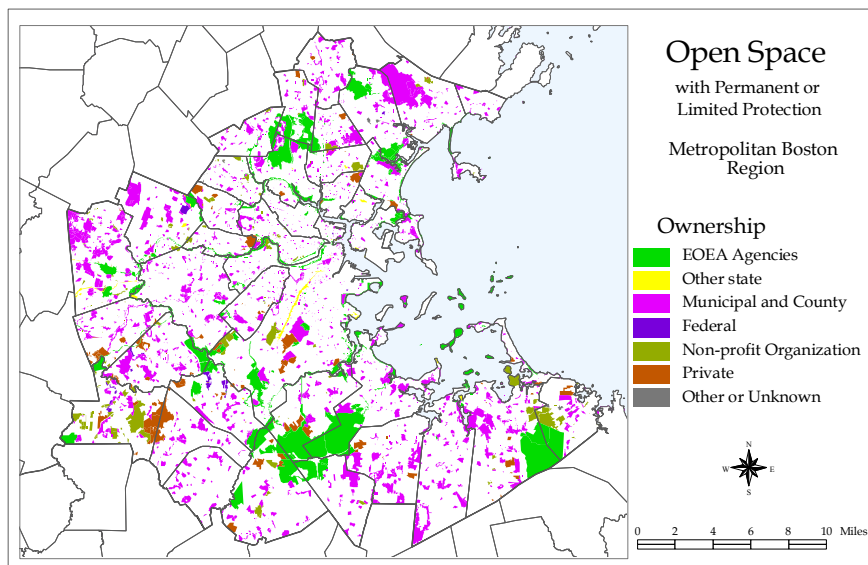 Open Space
with Permanent or
Limited Protection
Metropolitan Boston
Region
Ownership
EOEA Agencies
Other state
Municipal and County
Federal
Non-profit Organization
Private
Other or Unknown
N
W E
S
0 2 4 6 8 10 Miles